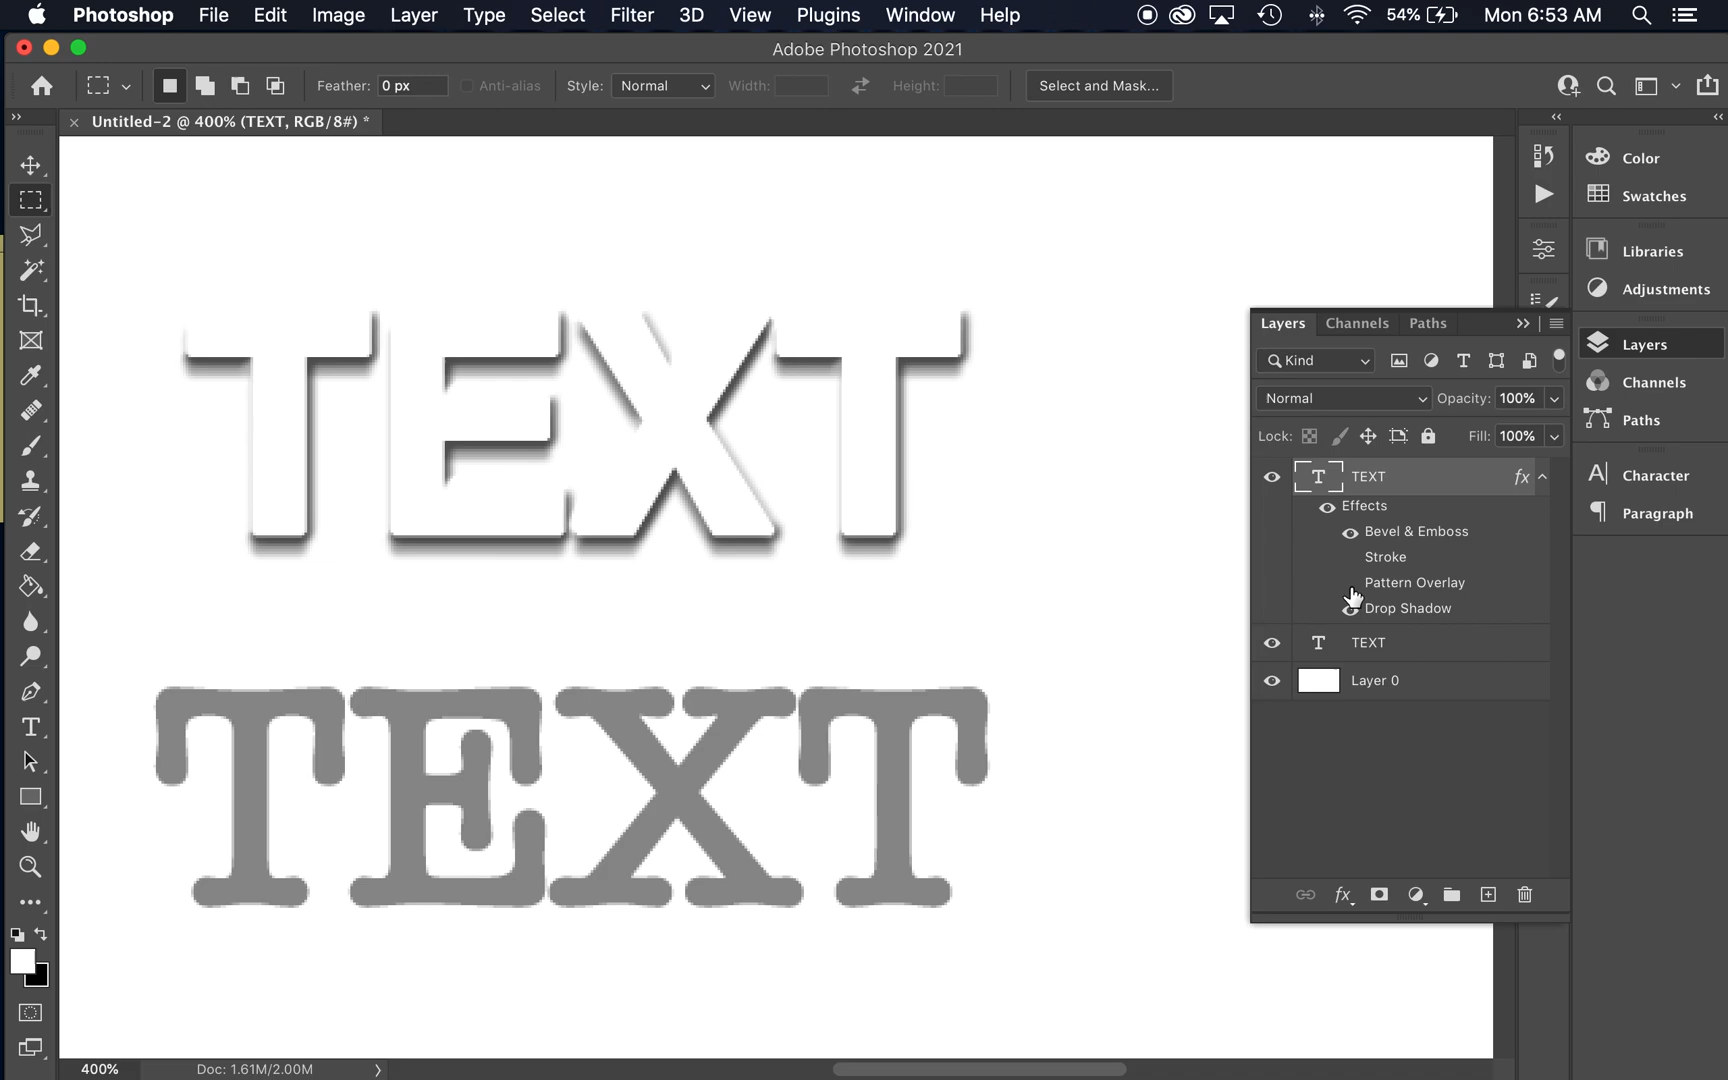 Photoshop File Edit Image Layer Type Select Filter 3D View Plugins Window Help 54% Mon 6:53 AM
Adobe Photoshop 2021
Feather: 0 px Anti-alias Style: Normal Width: Height: Select and Mask...
Untitled-2 @ 400% (TEXT, RGB/8#) *
Color
Swatches
Libraries
Adjustments
Layers
Channels
Paths
Character
Paragraph
TEXT
TEXT
Layers Channels Paths
Kind
Normal Opacity: 100%
Lock: Fill: 100%
T TEXT fx
Effects
Bevel & Emboss
Stroke
Pattern Overlay
Drop Shadow
T TEXT
Layer 0
fx
400% Doc: 1.61M/2.00M